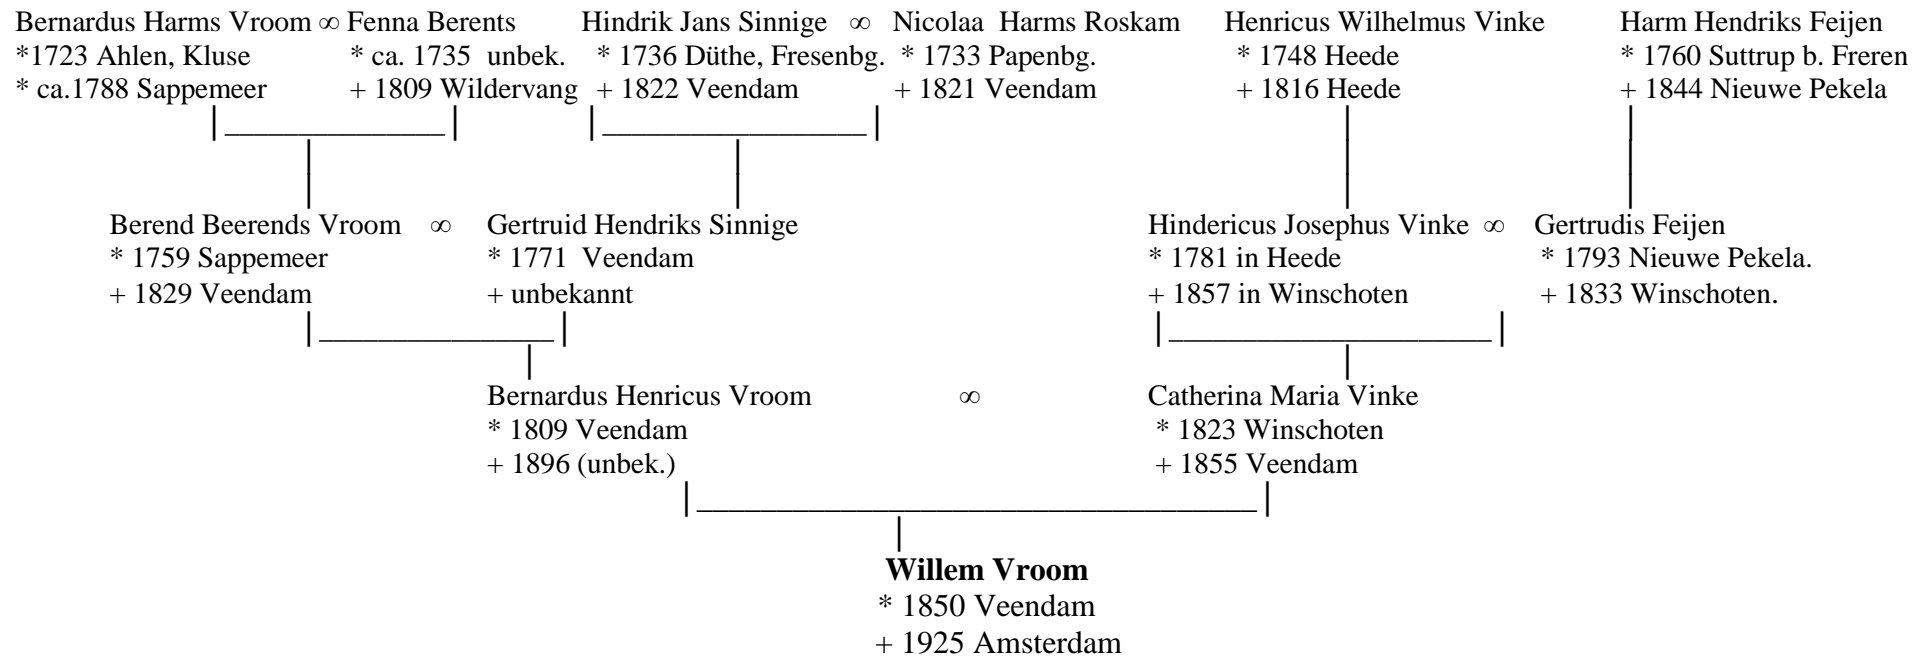 Bernardus Harms Vroom ∞ Fenna Berents Hindrik Jans Sinnige ∞ Nicolaa Harms Roskam Henricus Wilhelmus Vinke Harm Hendriks Feijen
*1723 Ahlen, Kluse * ca. 1735 unbek. * 1736 Düthe, Fresenbg. * 1733 Papenbg. * 1748 Heede * 1760 Suttrup b. Freren
* ca.1788 Sappemeer + 1809 Wildervang + 1822 Veendam + 1821 Veendam + 1816 Heede + 1844 Nieuwe Pekela
Berend Beerends Vroom ∞ Gertruid Hendriks Sinnige Hindericus Josephus Vinke ∞ Gertrudis Feijen
* 1759 Sappemeer * 1771 Veendam * 1781 in Heede * 1793 Nieuwe Pekela.
+ 1829 Veendam + unbekannt + 1857 in Winschoten + 1833 Winschoten.
Bernardus Henricus Vroom ∞ Catherina Maria Vinke
* 1809 Veendam * 1823 Winschoten
+ 1896 (unbek.) + 1855 Veendam
Willem Vroom
* 1850 Veendam
+ 1925 Amsterdam